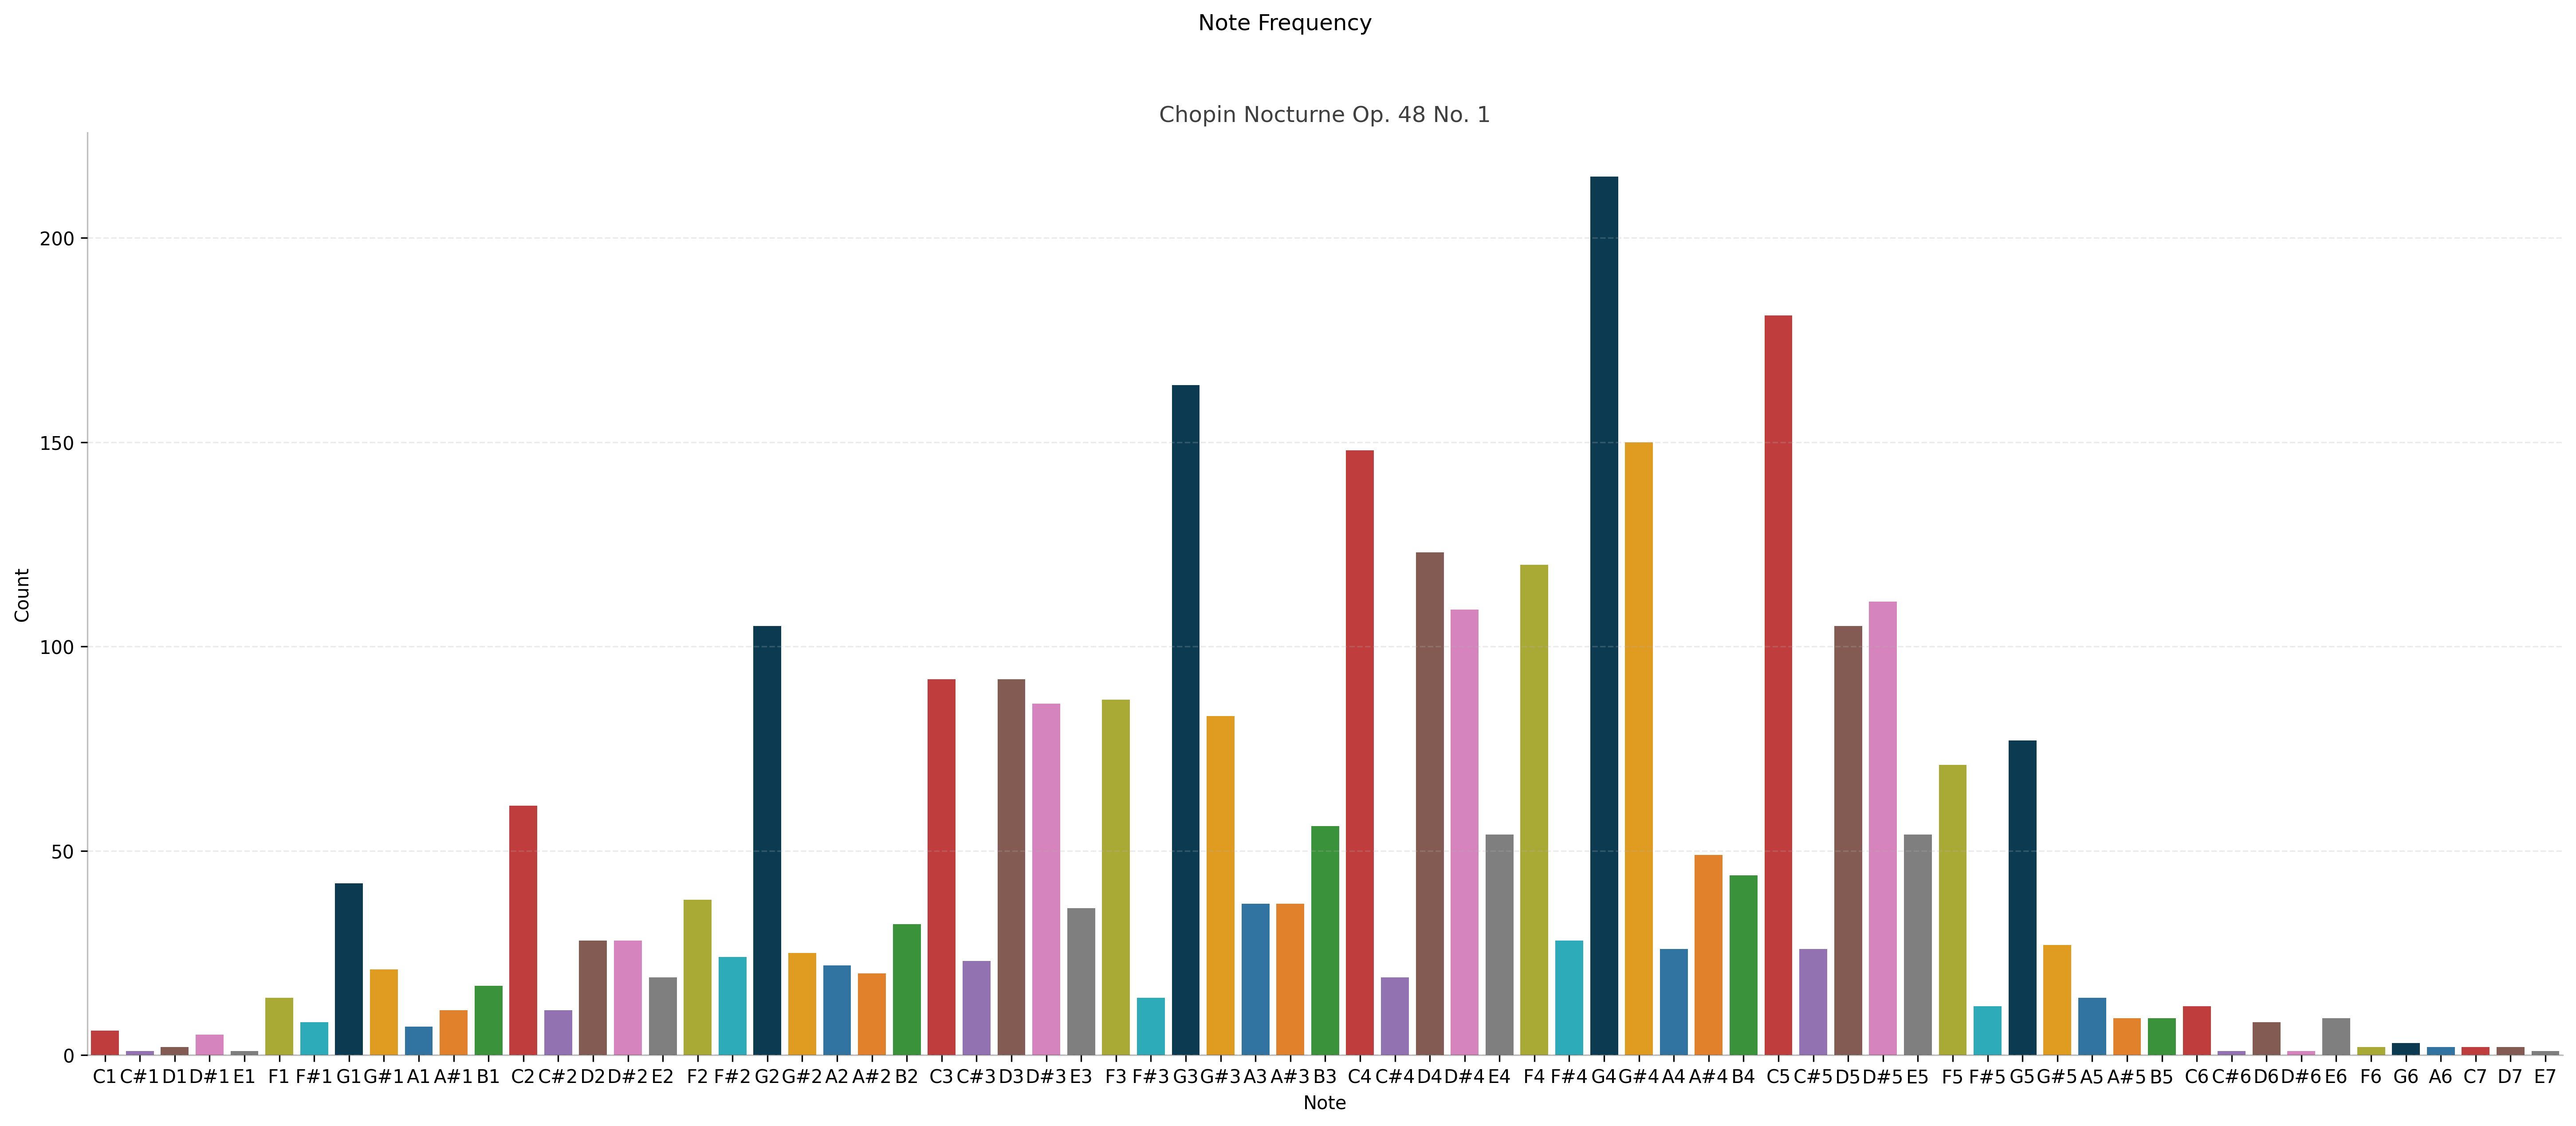 Note Frequency
Chopin Nocturne Op. 48 No. 1
200
150
100
50
0
Count
C1 C#1 D1 D#1 E1 F1 F#1 G1 G#1 A1 A#1 B1 C2 C#2 D2 D#2 E2 F2 F#2 G2 G#2 A2 A#2 B2 C3 C#3 D3 D#3 E3 F3 F#3 G3 G#3 A3 A#3 B3 C4 C#4 D4 D#4 E4 F4 F#4 G4 G#4 A4 A#4 B4 C5 C#5 D5 D#5 E5 F5 F#5 G5 G#5 A5 A#5 B5 C6 C#6 D6 D#6 E6 F6 G6 A6 C7 D7 E7
Note